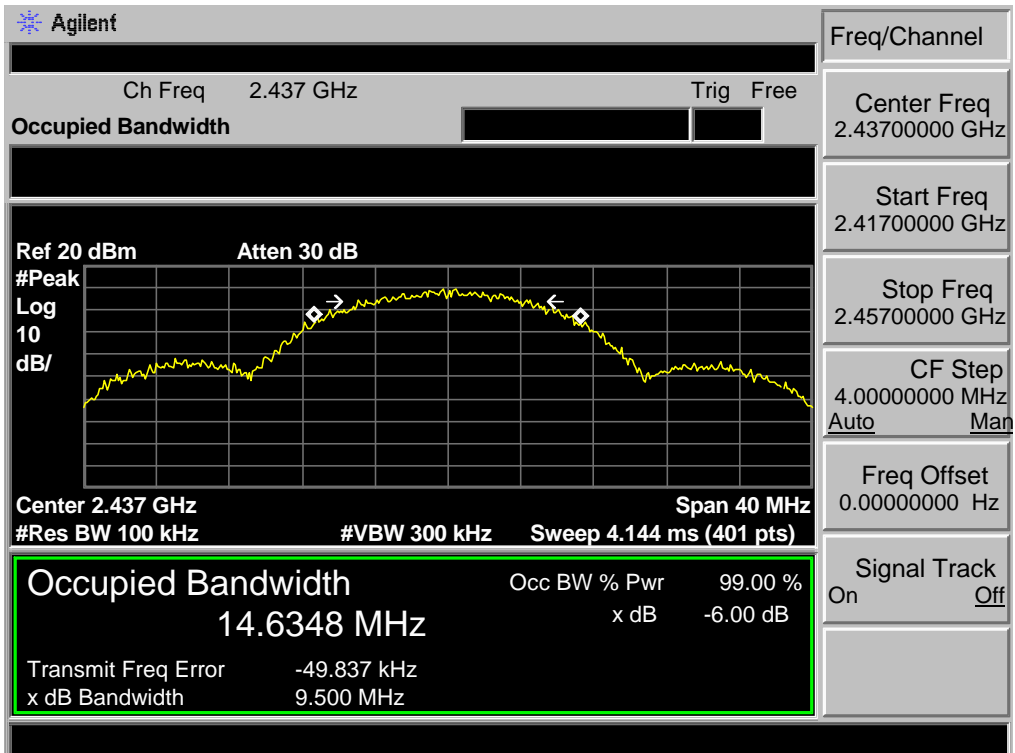 Agilent
Freq/Channel
Ch Freq 2.437 GHz Trig Free
Occupied Bandwidth
Center Freq
2.43700000 GHz
Start Freq
2.41700000 GHz
Stop Freq
2.45700000 GHz
CF Step
4.00000000 MHz
Auto Man
Freq Offset
0.00000000 Hz
Signal Track
On Off
Ref 20 dBm Atten 30 dB
#Peak
Log
10
dB/
Center 2.437 GHz Span 40 MHz
#Res BW 100 kHz #VBW 300 kHz Sweep 4.144 ms (401 pts)
Occupied Bandwidth Occ BW % Pwr 99.00 %
14.6348 MHz x dB -6.00 dB
Transmit Freq Error -49.837 kHz
x dB Bandwidth 9.500 MHz